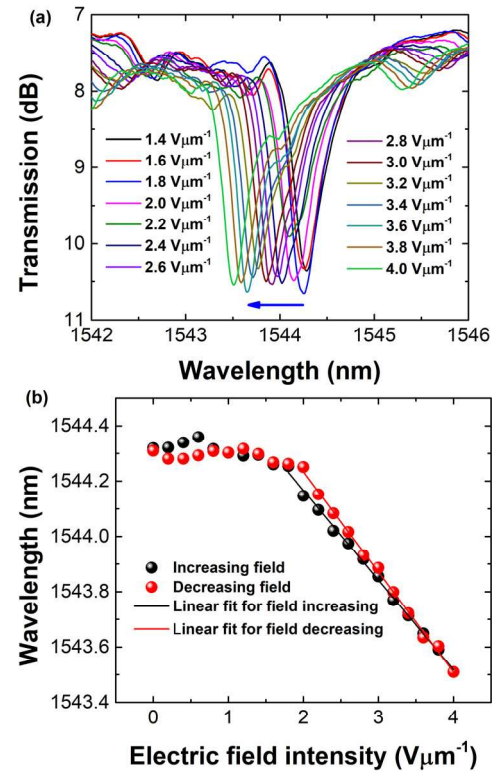 (a)
7
8
9
10
11
Transmission (dB)
1.4 Vμm-1
1.6 Vμm-1
1.8 Vμm-1
2.0 Vμm-1
2.2 Vμm-1
2.4 Vμm-1
2.6 Vμm-1
2.8 Vμm-1
3.0 Vμm-1
3.2 Vμm-1
3.4 Vμm-1
3.6 Vμm-1
3.8 Vμm-1
4.0 Vμm-1
1542 1543 1544 1545 1546
Wavelength (nm)
(b)
1544.4
1544.2
1544.0
1543.8
1543.6
1543.4
Wavelength (nm)
Increasing field
Decreasing field
Linear fit for field increasing
Linear fit for field decreasing
0 1 2 3 4
Electric field intensity (Vμm-1)